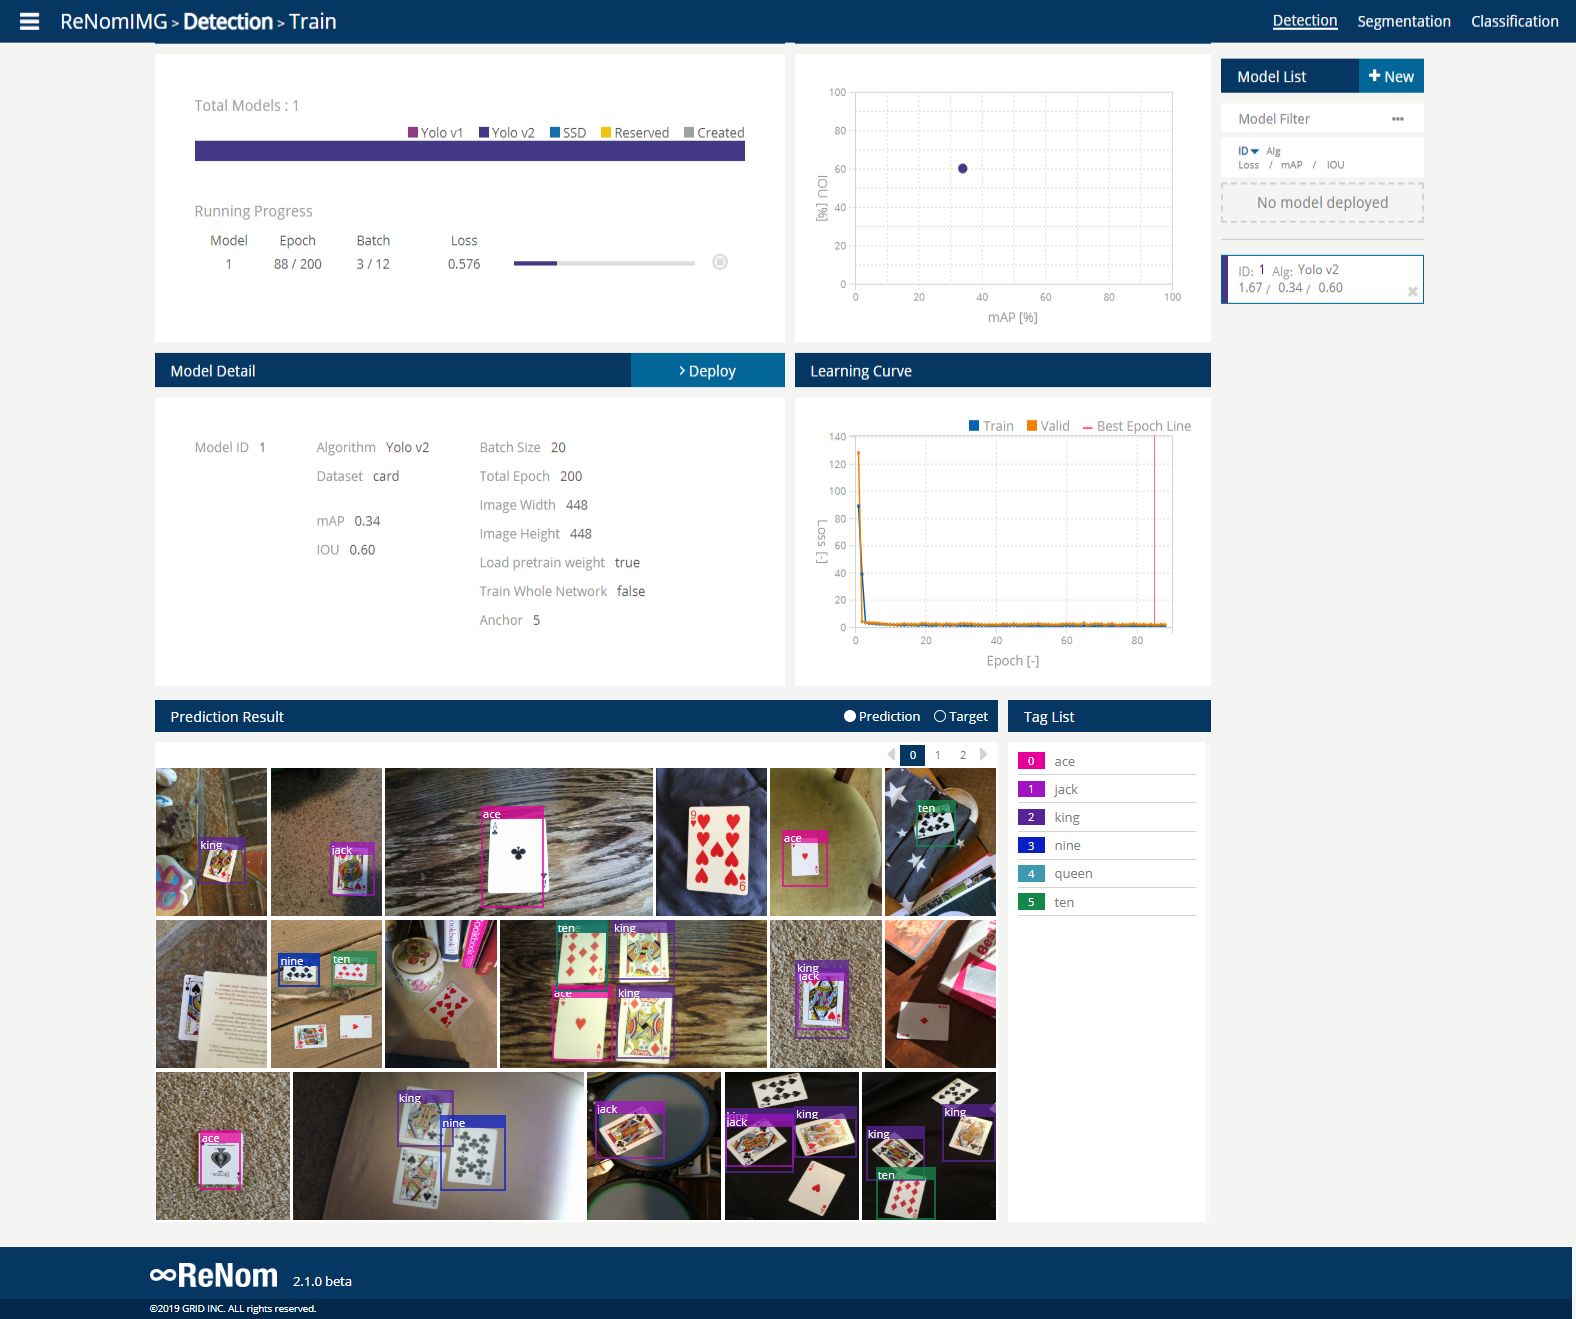 ReNomIMG > Detection > Train
Detection Segmentation Classification
Total Models : 1
Yolo v1 Yolo v2 SSD Reserved Created
Running Progress
Model Epoch Batch Loss
1 88 / 200 3 / 12 0.576
100
80
60
40
20
0
IOU [%]
0 20 40 60 80 100
mAP [%]
Model List
+ New
Model Filter
ID Alg
Loss / mAP / IOU
No model deployed
ID: 1 Alg: Yolo v2
1.67 / 0.34 / 0.60
Model Detail
> Deploy
Model ID 1
Algorithm Yolo v2
Dataset card
mAP 0.34
IOU 0.60
Batch Size 20
Total Epoch 200
Image Width 448
Image Height 448
Load pretrain weight true
Train Whole Network false
Anchor 5
Learning Curve
Train Valid Best Epoch Line
140
120
100
80
60
40
20
0
Loss [-]
0 20 40 60 80
Epoch [-]
Prediction Result
Prediction Target
0 1 2
king
jack
ace
ace
ten
nine
ten
ten
king
ace
king
king
jack
ace
king
nine
jack
king
jack
king
king
king
ten
Tag List
0 ace
1 jack
2 king
3 nine
4 queen
5 ten
ReNom 2.1.0 beta
©2019 GRID INC. ALL rights reserved.